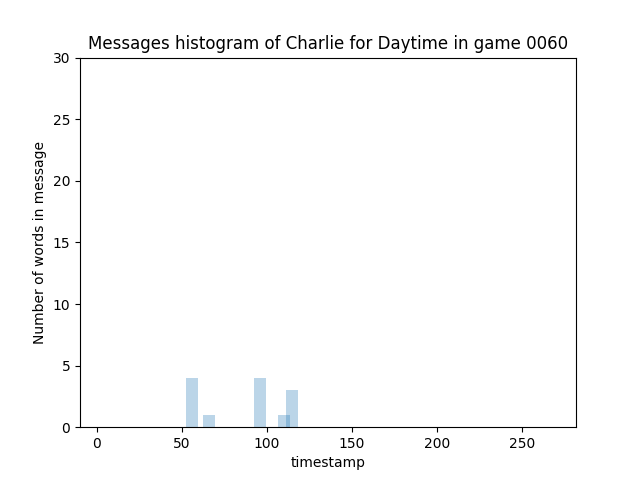 Messages histogram of Charlie for Daytime in game 0060
30
25
20
15
10
5
0
Number of words in message
0 50 100 150 200 250
timestamp